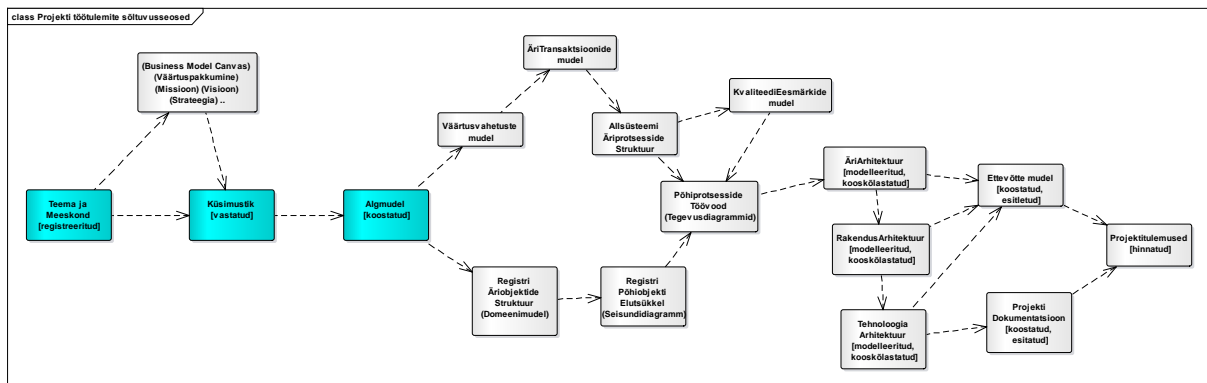 class Projekti töötulemite sõltuvusseosed
(Business Model Canvas)
(Väärtuspakkumine)
(Missioon) (Visioon)
(Strateegia) ..
ÄriTransaktsioonide
mudel
KvaliteediEesmärkide
mudel
Väärtusvahetuste
mudel
Allsüsteemi
Äriprotsesside
Struktuur
Teema ja
Meeskond
[registreeritud]
Küsimustik
[vastatud]
Algmudel
[koostatud]
Põhiprotsesside
Töövood
(Tegevusdiagrammid)
ÄriArhitektuur
[modelleeritud,
kooskõlastatud]
Ettevõtte mudel
[koostatud,
esitletud]
RakendusArhitektuur
[modelleeritud,
kooskõlastatud]
Projektitulemused
[hinnatud]
Registri
Äriobjektide
Struktuur
(Domeenimudel)
Registri
Põhiobjekti
Elutsükkel
(Seisundidiagramm)
Tehnoloogia
Arhitektuur
[modelleeritud,
kooskõlastatud]
Projekti
Dokumentatsioon
[koostatud,
esitatud]